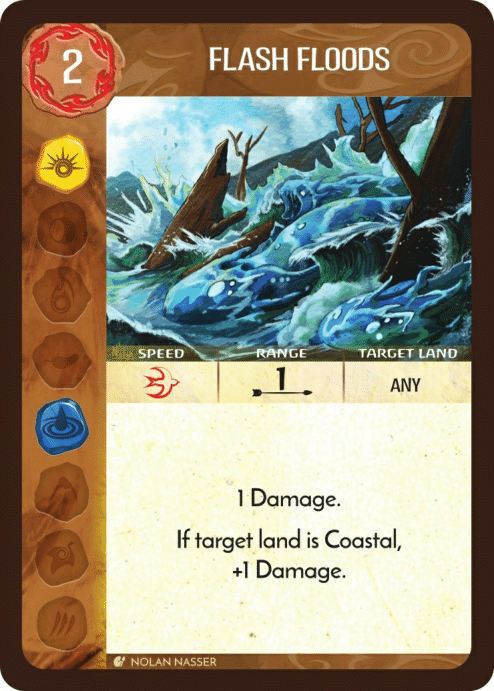 2
FLASH FLOODS
SPEED RANGE TARGET LAND
1 ANY
1 Damage.
If target land is Coastal,
+1 Damage.
NOLAN NASSER